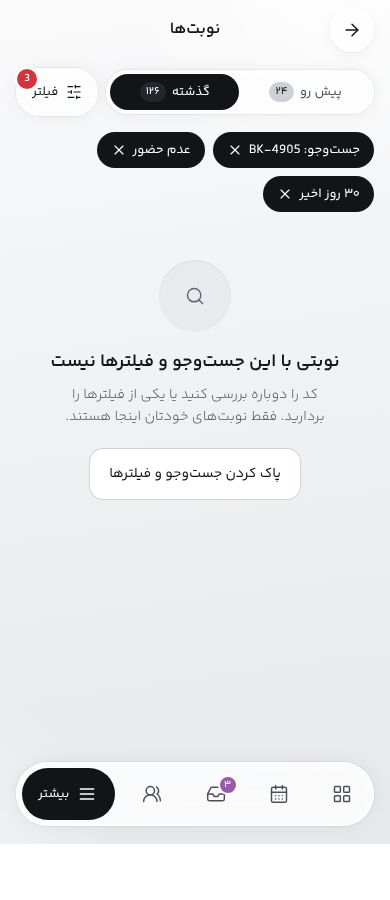 نوبت‌ها
پیش رو ۲۴
گذشته ۱۲۶
فیلتر 3
جست‌وجو: BK-4905
عدم حضور
۳۰ روز اخیر
نوبتی با این جست‌وجو و فیلترها نیست
کد را دوباره بررسی کنید یا یکی از فیلترها را
بردارید. فقط نوبت‌های خودتان اینجا هستند.
پاک کردن جست‌وجو و فیلترها
۳
بیشتر